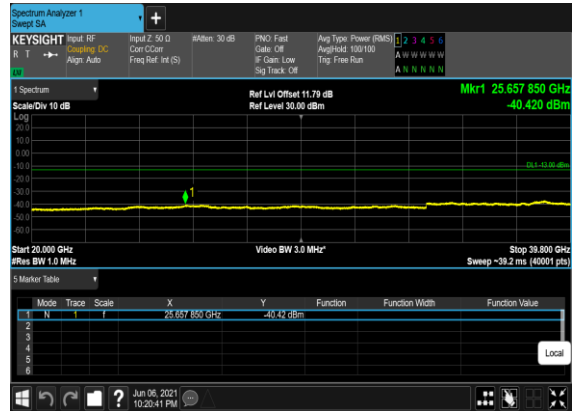 Spectrum Analyzer 1
Swept SA
KEYSIGHT Input: RF Input Z: 50 Ω #Atten: 30 dB PNO: Fast Avg Type: Power (RMS) 1 2 3 4 5 6
R T Coupling: DC Corr CCorr Gate: Off Avg|Hold: 100/100 A W W W W W
Align: Auto Freq Ref: Int (S) IF Gain: Low Trig: Free Run
Sig Track: Off A N N N N N
1 Spectrum Ref Lvl Offset 11.79 dB Mkr1 25.657 850 GHz
Scale/Div 10 dB Ref Level 30.00 dBm -40.420 dBm
Log
20.0
10.0
0.00
-10.0 DL1 -13.00 dBm
-20.0
-30.0 1
-40.0
-50.0
-60.0
Start 20.000 GHz Video BW 3.0 MHz* Stop 39.800 GHz
#Res BW 1.0 MHz Sweep ~39.2 ms (40001 pts)
5 Marker Table
Mode Trace Scale X Y Function Function Width Function Value
1 N 1 f 25.657 850 GHz -40.42 dBm
2
3
4
5
6
Local
? Jun 06, 2021
10:20:41 PM